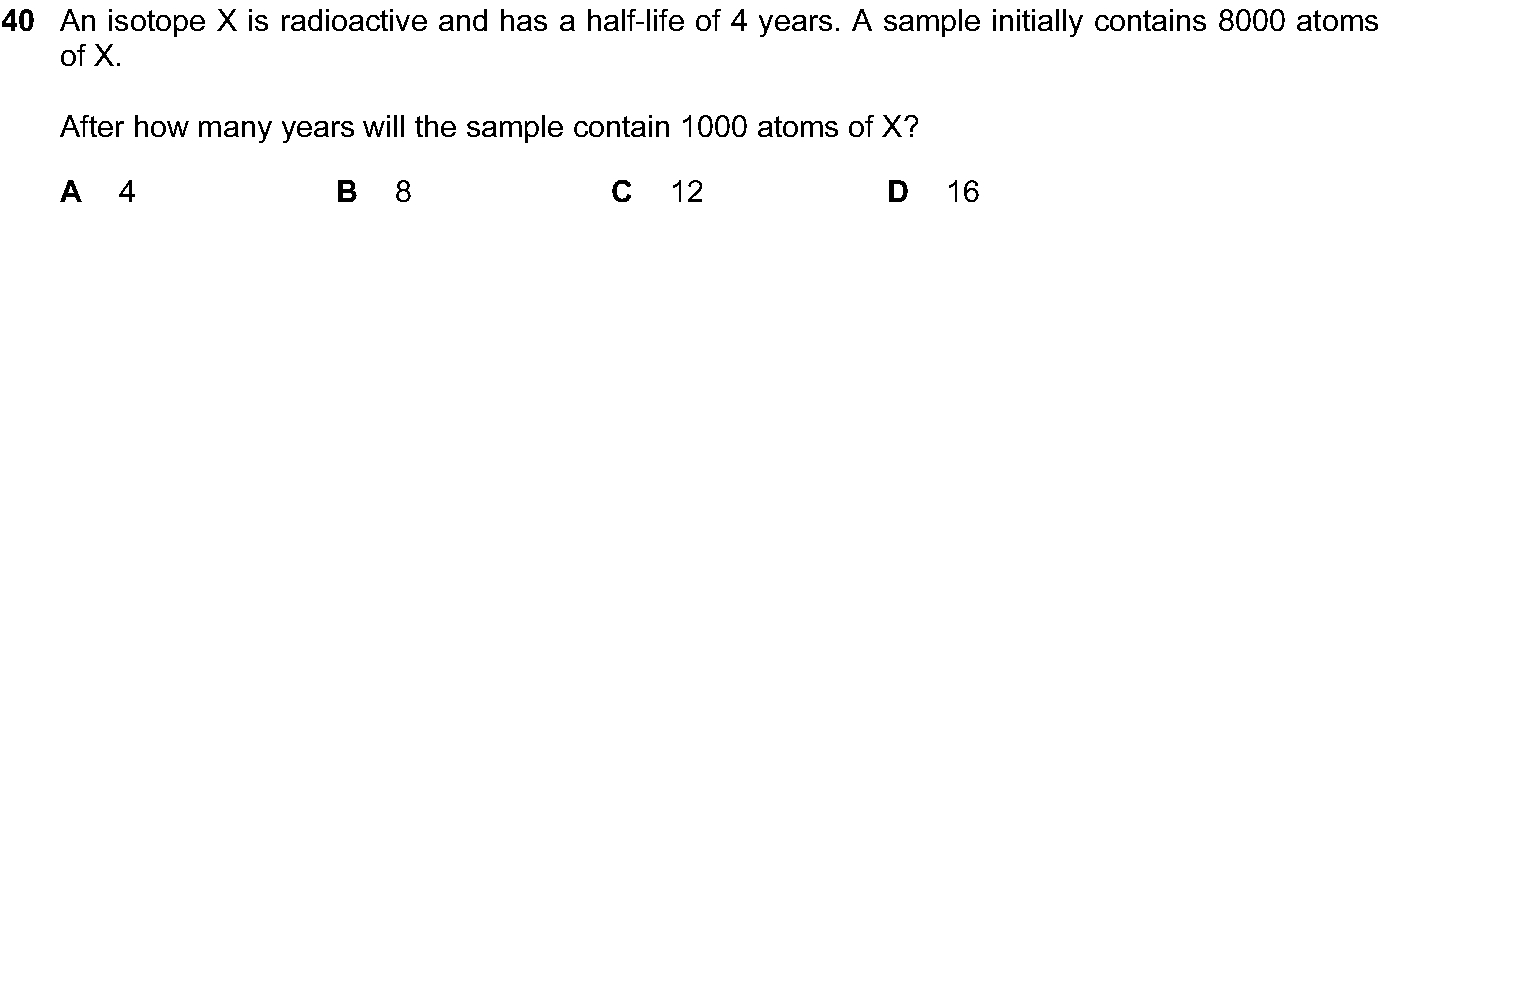 40 An isotope X is radioactive and has a half-life of 4 years. A sample initially contains 8000 atoms
of X.
After how many years will the sample contain 1000 atoms of X?
A 4 B 8 C 12 D 16